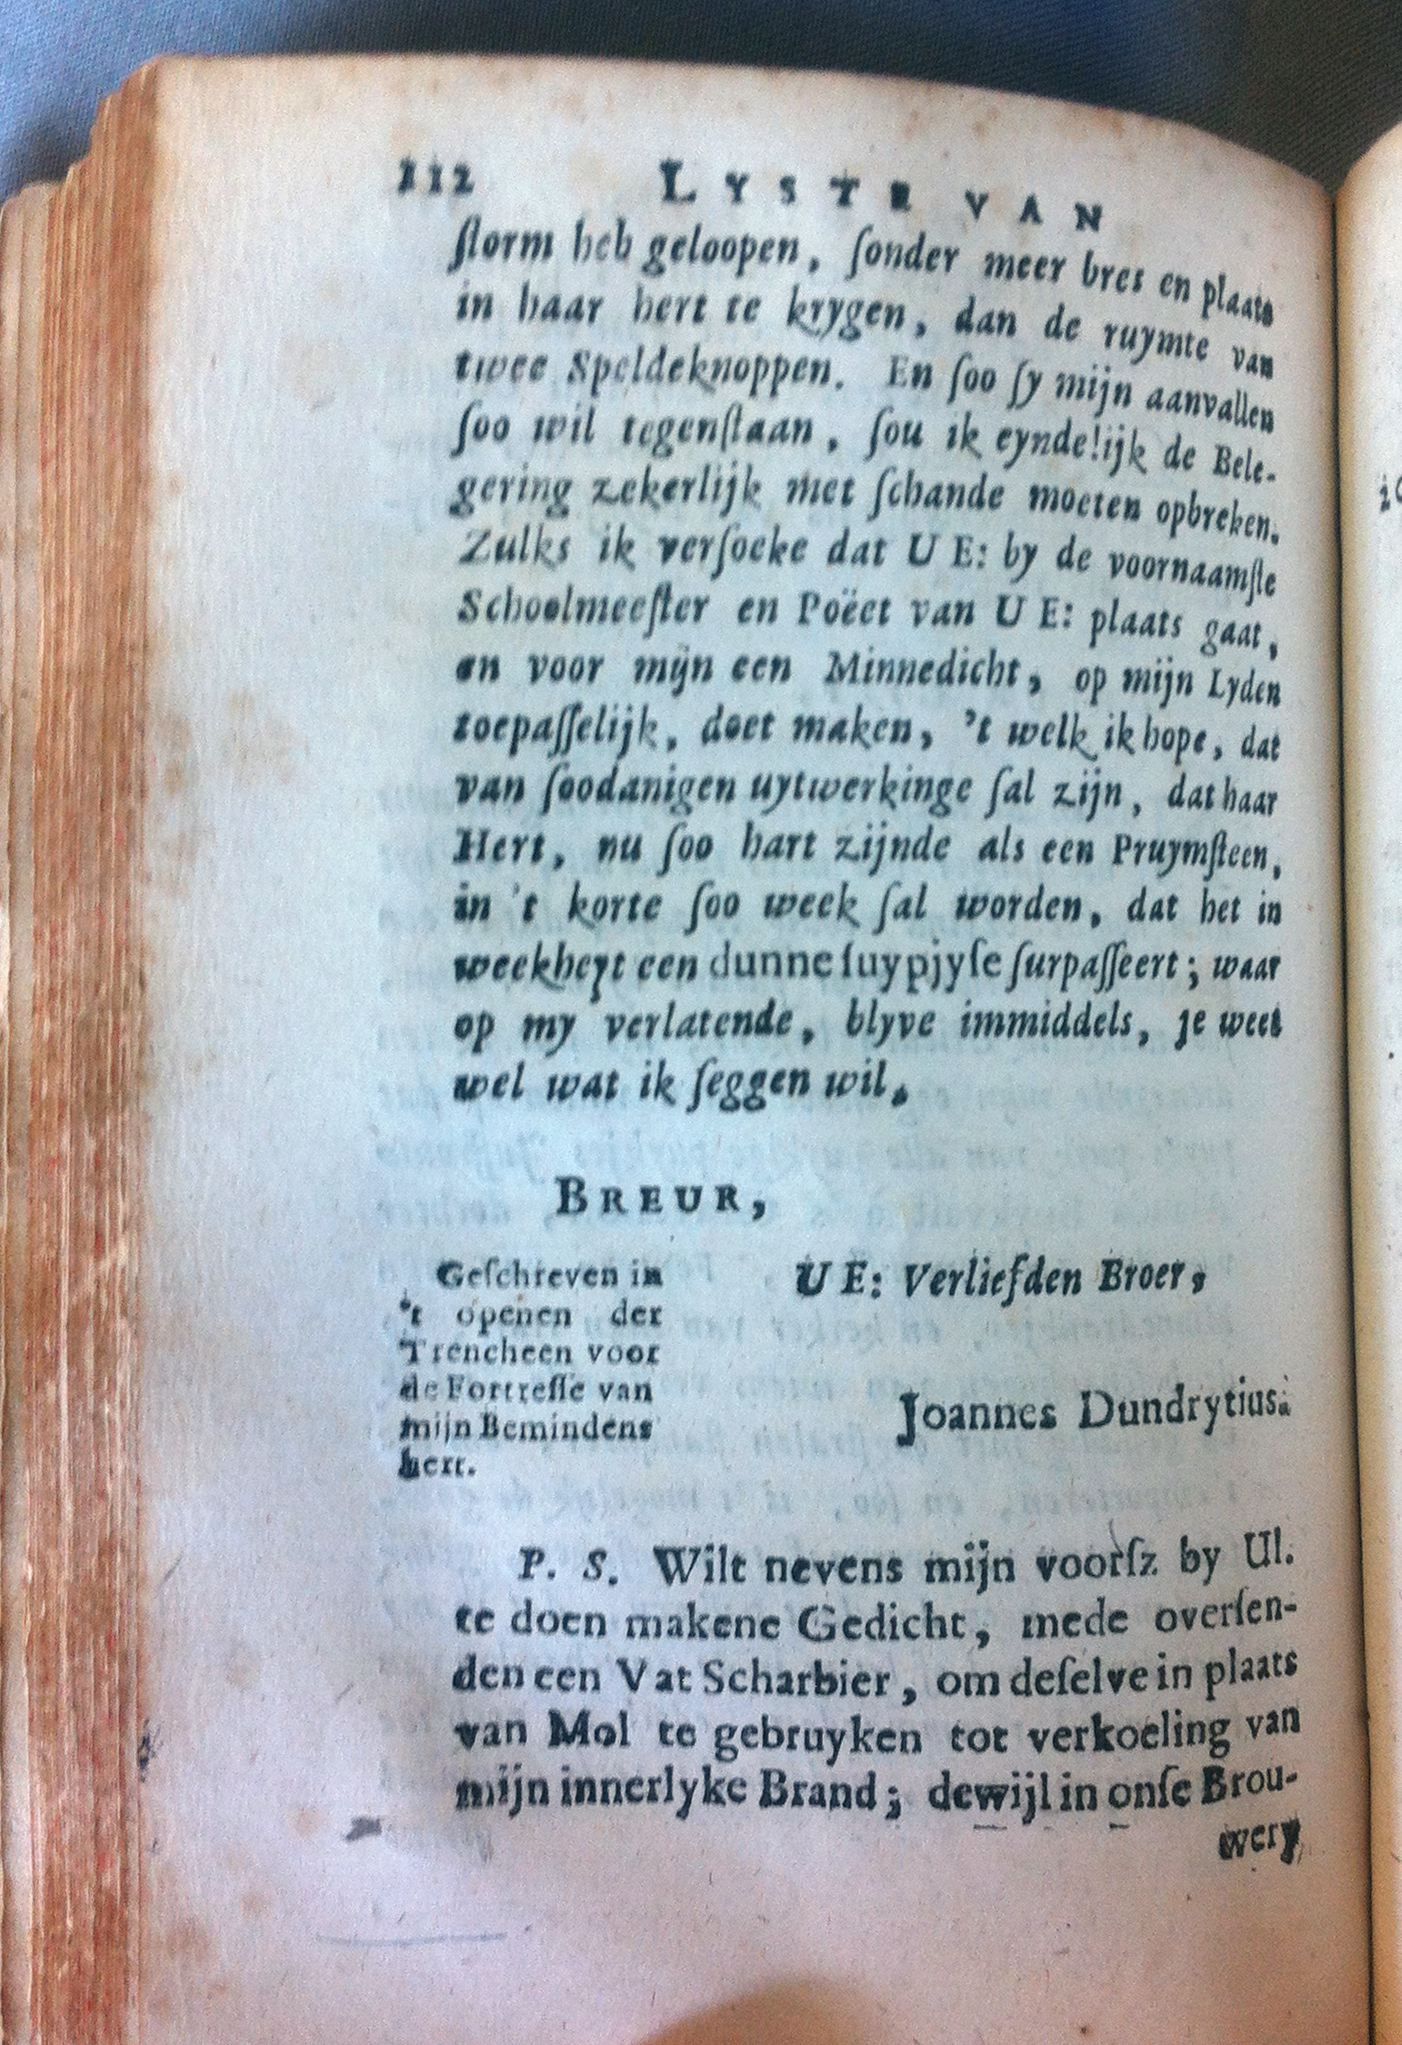 112 LYSTE VAN
ſtorm heb geloopen, ſonder meer bres en plaats
in haar hert te krygen, dan de ruymte van
twee Speldeknoppen. En ſoo ſy mijn aanvallen
ſoo wil tegenſtaan, ſou ik eyndelijk de Bele-
gering zekerlijk met ſchande moeten opbreken.
Zulks ik verſoeke dat U E: by de voornaamſte
Schoolmeeſter en Poëet van U E: plaats gaat,
en voor mijn een Minnedicht, op mijn Lyden
toepaſſelijk, doet maken, 't welk ik hope, dat
van ſoodanigen uytwerkinge ſal zijn, dat haar
Hert, nu ſoo hart zijnde als een Pruymſteen,
in 't korte ſoo week ſal worden, dat het in
weekheyt een dunne ſuypjyſe ſurpaſſeert; waar
op my verlatende, blyve immiddels, je weet
wel wat ik ſeggen wil.
BREUR,
U E: Verliefden Broer,
Joannes Dundrytius.
Geſchreven in
't openen der
Trencheen voor
de Fortreſſe van
mijn Bemindens
hert.
P. S. Wilt nevens mijn voorſz by Ul.
te doen makene Gedicht, mede overſen-
den een Vat Scharbier, om deſelve in plaats
van Mol te gebruyken tot verkoeling van
mijn innerlyke Brand; dewijl in onſe Brou-
wery